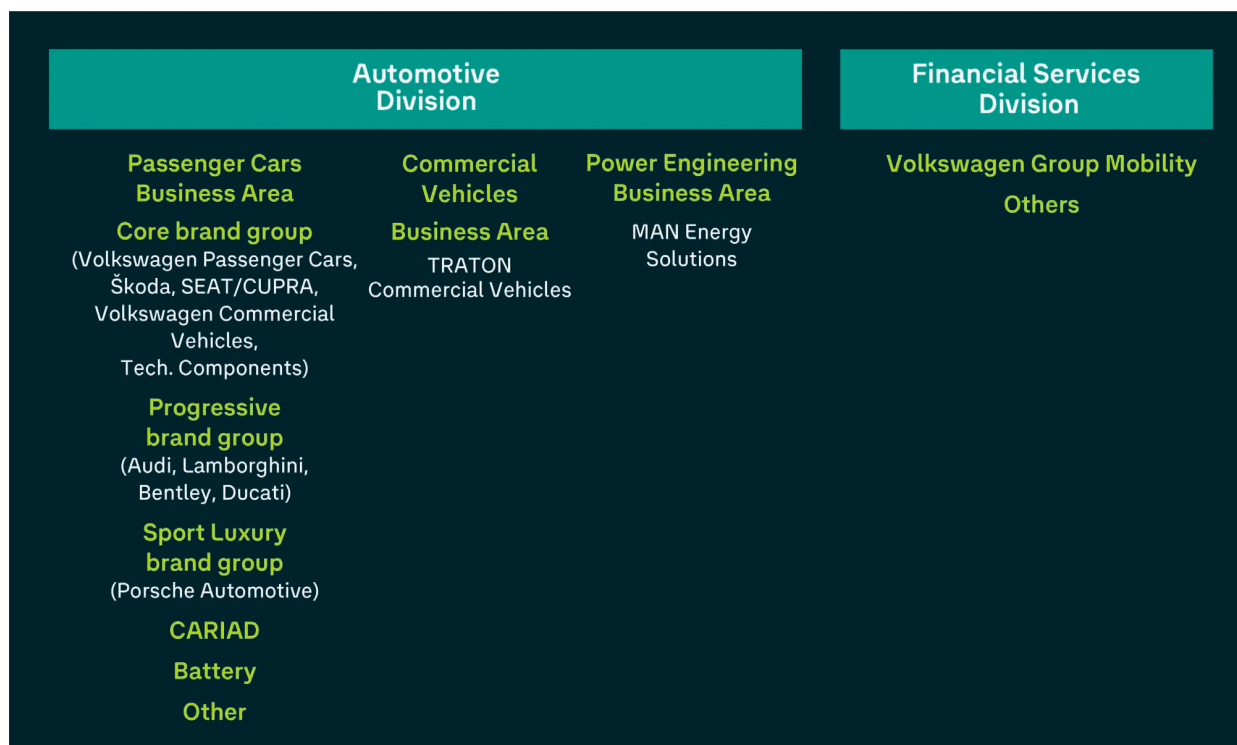 Automotive
Division
Financial Services
Division
Passenger Cars
Business Area
Core brand group
(Volkswagen Passenger Cars,
Škoda, SEAT/CUPRA,
Volkswagen Commercial
Vehicles,
Tech. Components)
Progressive
brand group
(Audi, Lamborghini,
Bentley, Ducati)
Sport Luxury
brand group
(Porsche Automotive)
CARIAD
Battery
Other
Commercial
Vehicles
Business Area
TRATON
Commercial Vehicles
Power Engineering
Business Area
MAN Energy
Solutions
Volkswagen Group Mobility
Others